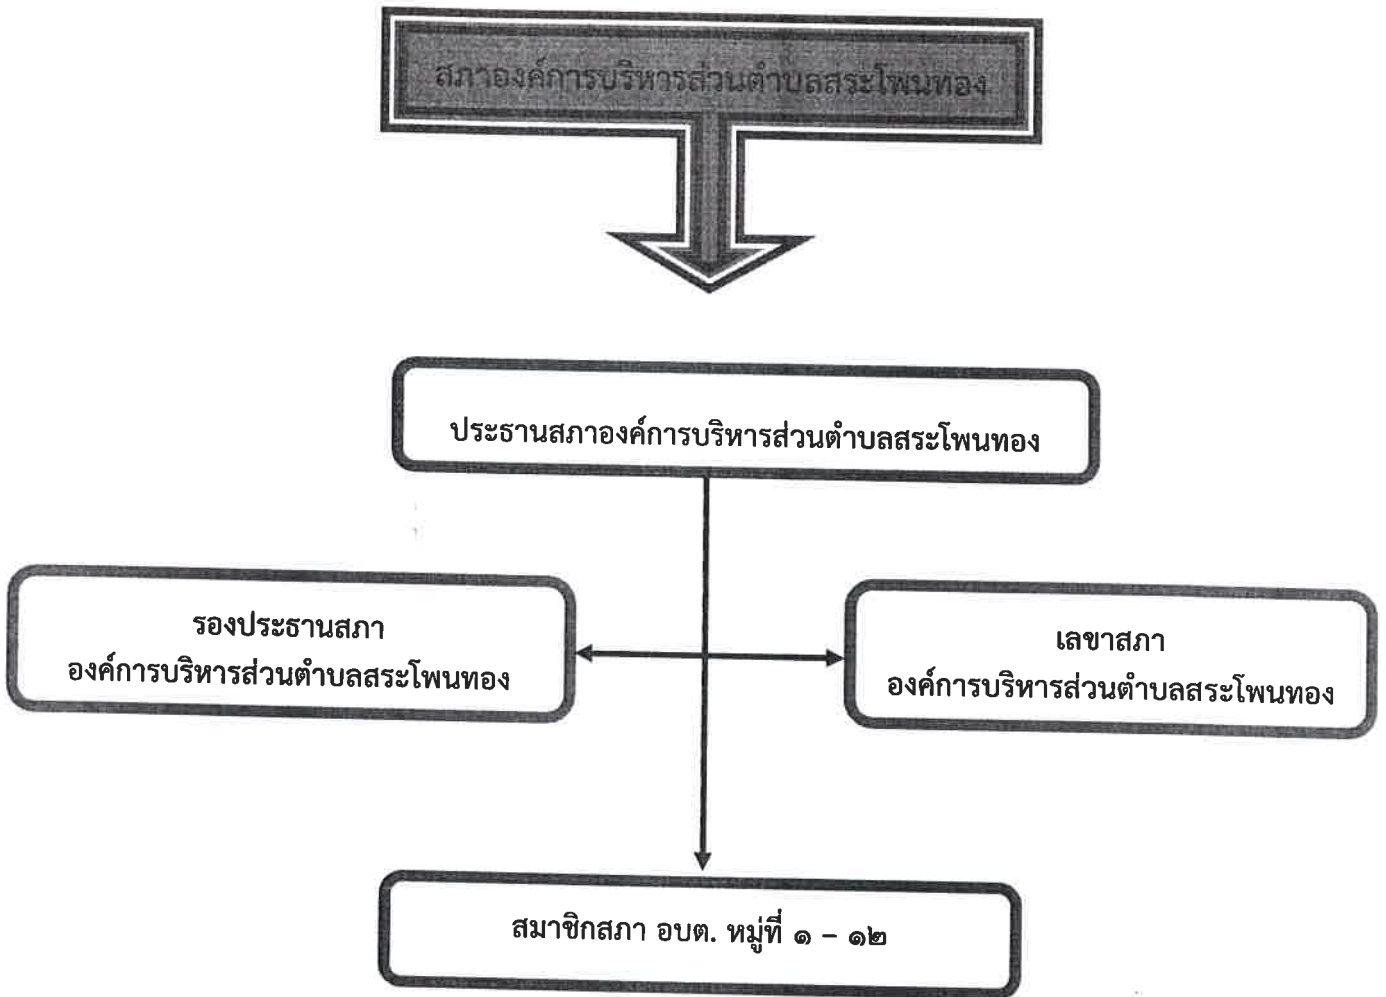 สภาองค์การบริหารส่วนตำบลสระโพนทอง
ประธานสภาองค์การบริหารส่วนตำบลสระโพนทอง
รองประธานสภา
องค์การบริหารส่วนตำบลสระโพนทอง
เลขาสภา
องค์การบริหารส่วนตำบลสระโพนทอง
สมาชิกสภา อบต. หมู่ที่ ๑ - ๑๒